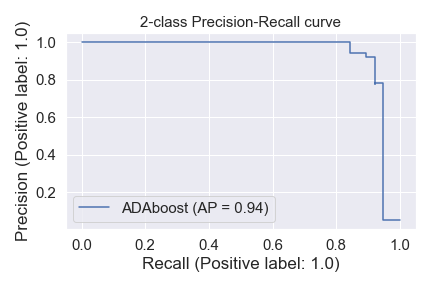 2-class Precision-Recall curve
Precision (Positive label: 1.0)
1.0
0.8
0.6
0.4
0.2
ADAboost (AP = 0.94)
0.0 0.2 0.4 0.6 0.8 1.0
Recall (Positive label: 1.0)